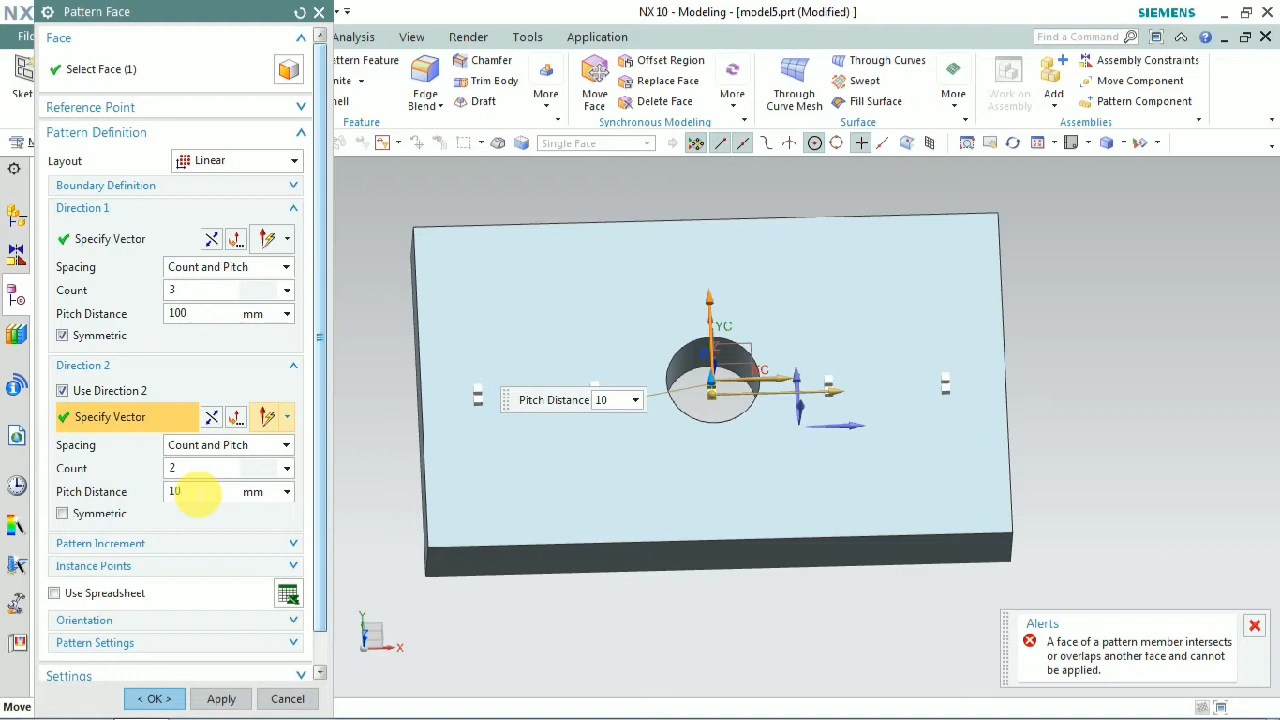 NX
Pattern Face
NX 10 - Modeling - [model5.prt (Modified) ]
SIEMENS
Fil
Analysis
View
Render
Tools
Application
Find a Command
Face
Select Face (1)
Reference Point
Pattern Definition
Layout
Linear
Boundary Definition
Direction 1
Specify Vector
Spacing
Count and Pitch
Count
3
Pitch Distance
100
mm
Symmetric
Direction 2
Use Direction 2
Specify Vector
Spacing
Count and Pitch
Count
2
Pitch Distance
10
mm
Symmetric
Pattern Increment
Instance Points
Use Spreadsheet
Orientation
Pattern Settings
Settings
< OK >
Apply
Cancel
Sket
M
Move
attern Feature
nite
hell
Edge
Blend
Chamfer
Trim Body
Draft
More
Feature
Move
Face
Offset Region
Replace Face
Delete Face
More
Synchronous Modeling
Through
Curve Mesh
Through Curves
Swept
Fill Surface
More
Surface
Work on
Assembly
Add
Assembly Constraints
Move Component
Pattern Component
Assemblies
Single Face
YC
Pitch Distance
10
Y
X
Alerts
A face of a pattern member intersects
or overlaps another face and cannot
be applied.